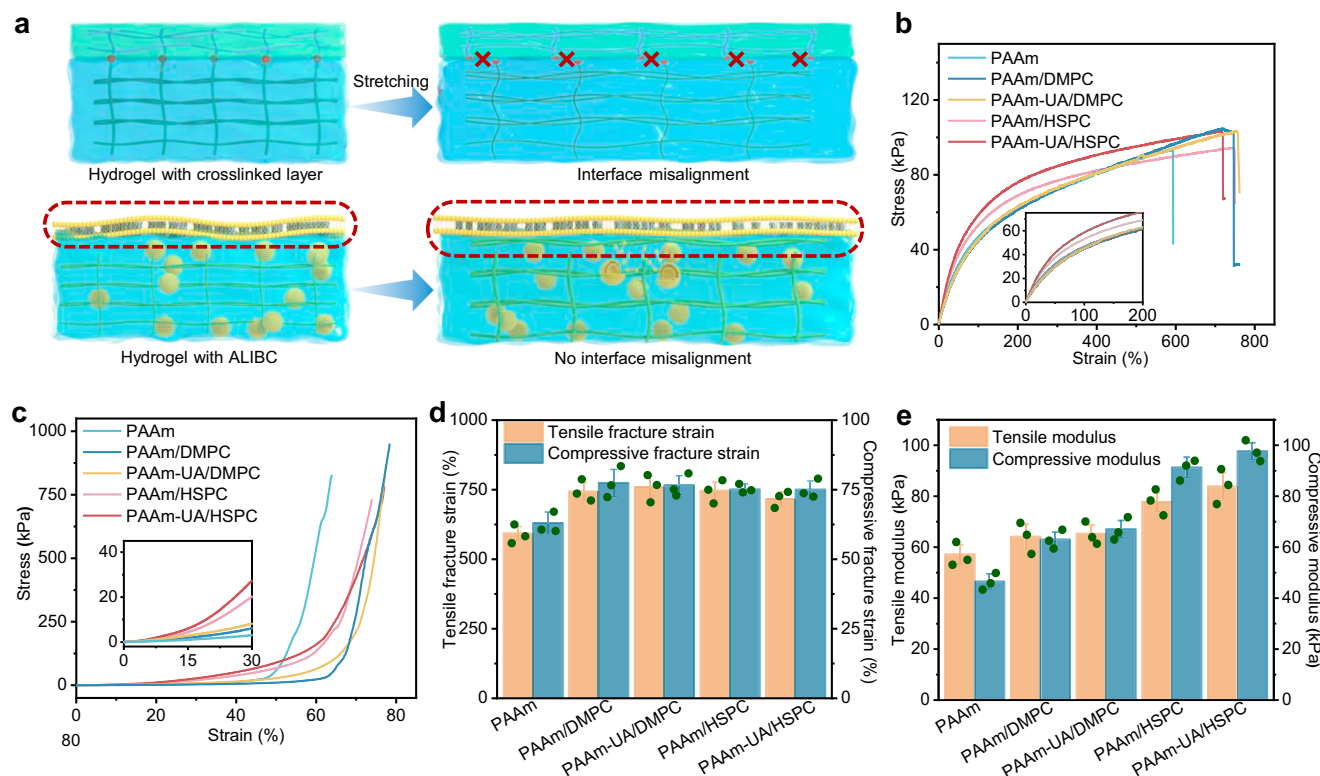 a
Stretching
Hydrogel with crosslinked layer
Interface misalignment
Hydrogel with ALIBC
No interface misalignment
b
PAAm
PAAm/DMPC
PAAm-UA/DMPC
PAAm/HSPC
PAAm-UA/HSPC
Stress (kPa)
120
80
40
0
60
40
20
0
0 100 200
0 200 400 600 800
Strain (%)
c
PAAm
PAAm/DMPC
PAAm-UA/DMPC
PAAm/HSPC
PAAm-UA/HSPC
Stress (kPa)
1000
750
500
250
0
40
20
0
0 15 30
0 20 40 60 80
80
Strain (%)
d
Tensile fracture strain
Compressive fracture strain
Tensile fracture strain (%)
1000
750
500
250
0
Compressive fracture strain (%)
100
75
50
25
0
PAAm
PAAm/DMPC
PAAm-UA/DMPC
PAAm/HSPC
PAAm-UA/HSPC
e
Tensile modulus
Compressive modulus
Tensile modulus (kPa)
100
80
60
40
20
0
Compressive modulus (kPa)
100
80
60
40
20
0
PAAm
PAAm/DMPC
PAAm-UA/DMPC
PAAm/HSPC
PAAm-UA/HSPC